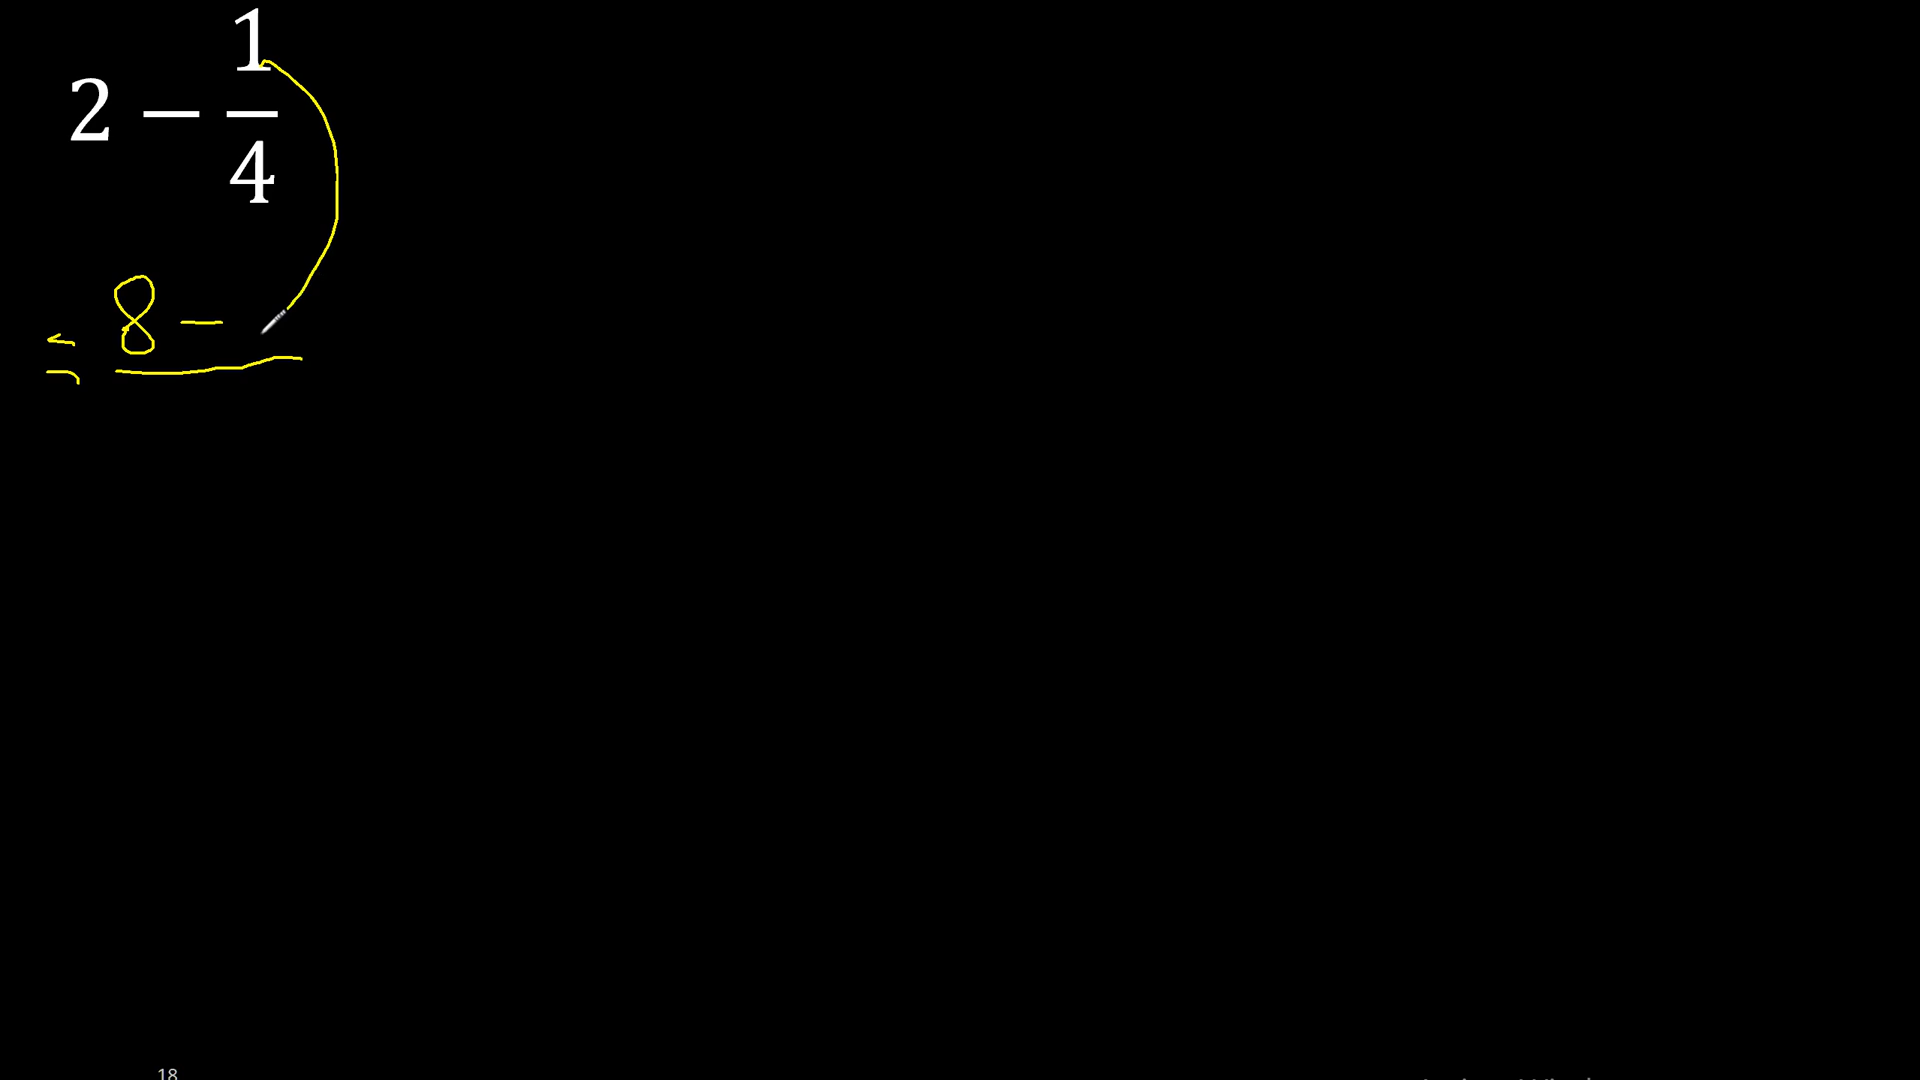 2 − 1/4
= 8 −
18